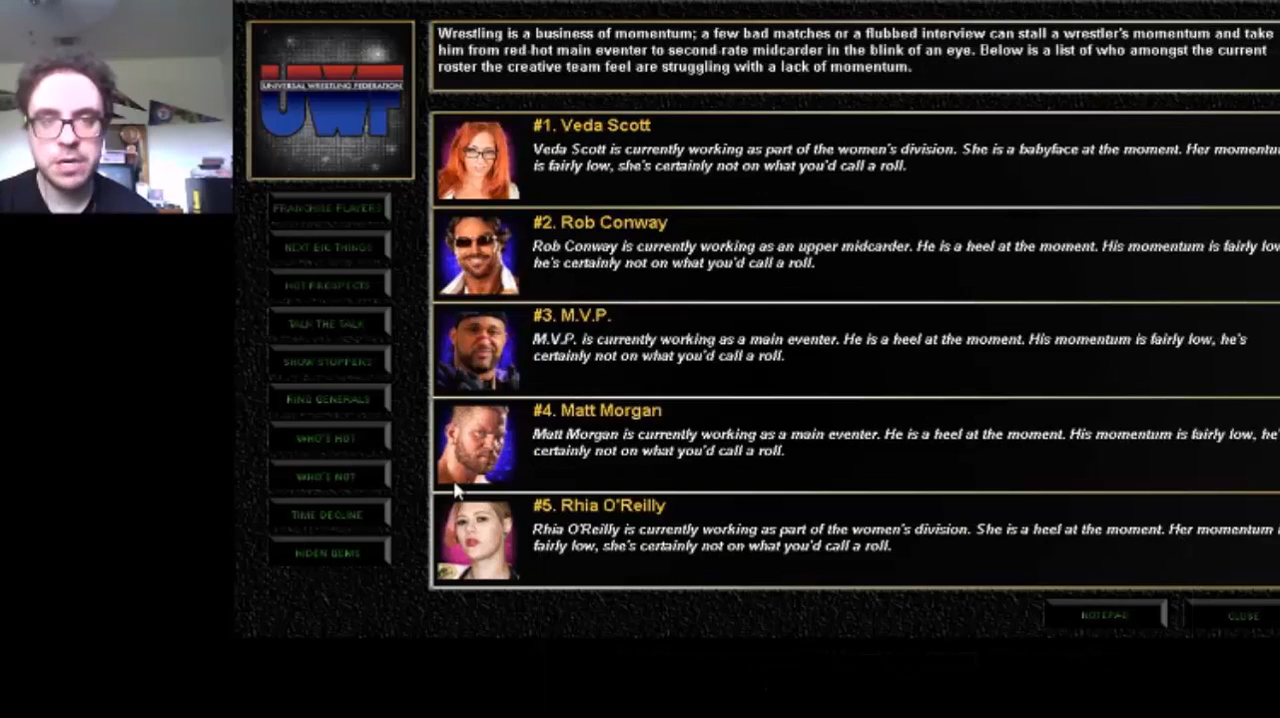 Wrestling is a business of momentum; a few bad matches or a flubbed interview can stall a wrestler's momentum and take
him from red-hot main eventer to second rate midcarder in the blink of an eye. Below is a list of who amongst the current
roster the creative team feel are struggling with a lack of momentum.
UWF
UNIVERSAL WRESTLING FEDERATION
FRANCHISE PLAYERS
NEXT BIG THINGS
HOT PROSPECTS
TALK THE TALK
SHOW STOPPERS
RING GENERALS
WHO'S HOT
WHO'S NOT
TIME DECLINE
HIDEN GEMS
#1. Veda Scott
Veda Scott is currently working as part of the women's division. She is a babyface at the moment. Her momentu
is fairly low, she's certainly not on what you'd call a roll.
#2. Rob Conway
Rob Conway is currently working as an upper midcarder. He is a heel at the moment. His momentum is fairly low
he's certainly not on what you'd call a roll.
#3. M.V.P.
M.V.P. is currently working as a main eventer. He is a heel at the moment. His momentum is fairly low, he's
certainly not on what you'd call a roll.
#4. Matt Morgan
Matt Morgan is currently working as a main eventer. He is a heel at the moment. His momentum is fairly low, he'
certainly not on what you'd call a roll.
#5. Rhia O'Reilly
Rhia O'Reilly is currently working as part of the women's division. She is a heel at the moment. Her momentum
fairly low, she's certainly not on what you'd call a roll.
NOTEPAD
CLOSE